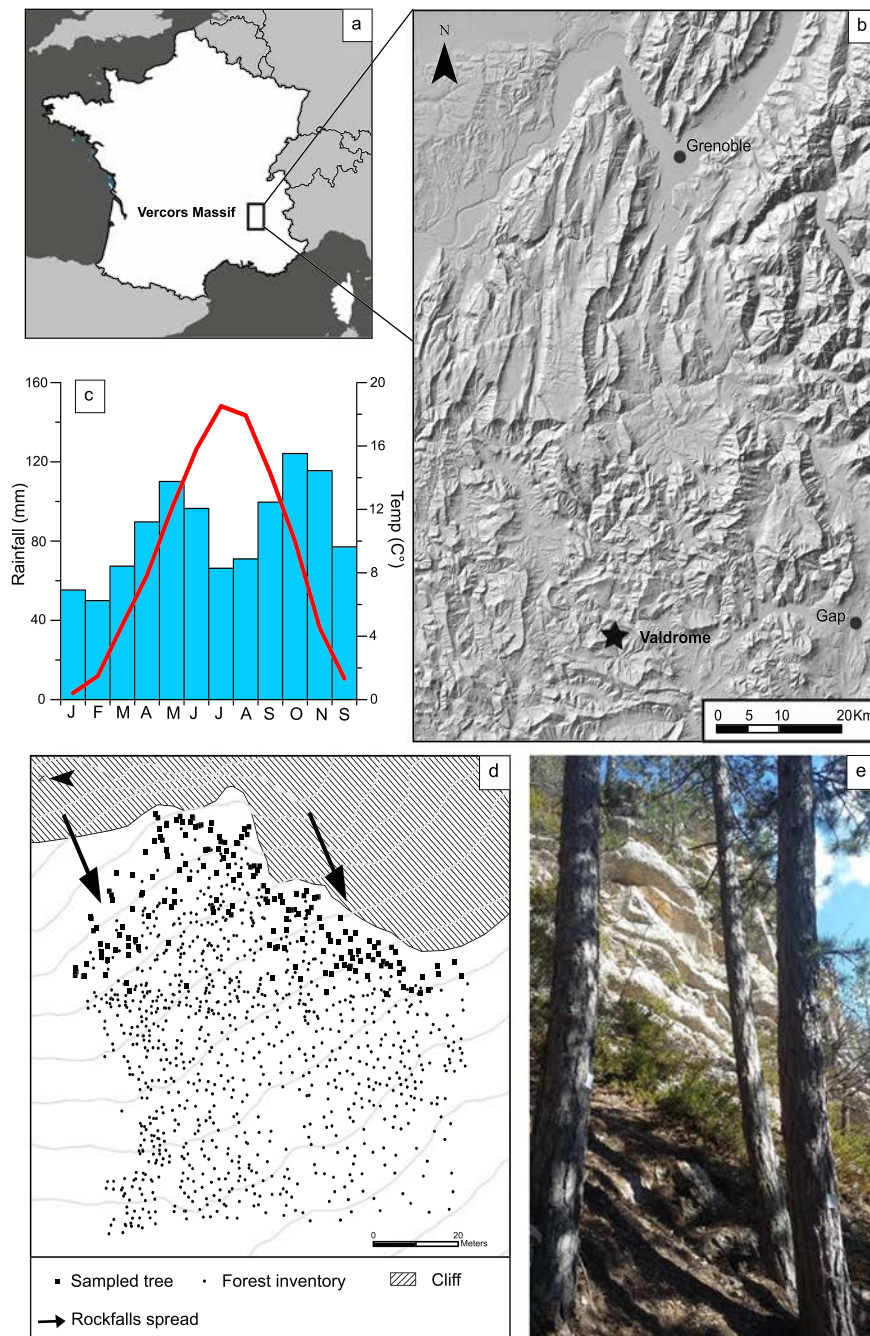 a
Vercors Massif
b
N
Grenoble
Gap
Valdrome
0 5 10 20Km
c
160
120
80
40
0
Rainfall (mm)
20
16
12
8
4
0
Temp (C°)
J F M A M J J A S O N S
d
0 20
Meters
Sampled tree Forest inventory Cliff
Rockfalls spread
e